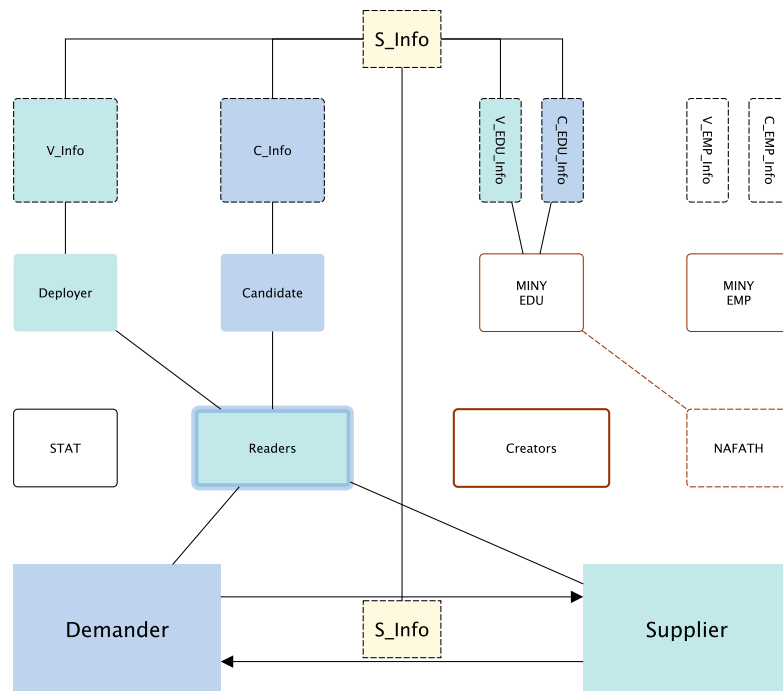 S_Info
V_Info
C_Info
V_EDU_Info
C_EDU_Info
V_EMP_Info
C_EMP_Info
Deployer
Candidate
MINY
EDU
MINY
EMP
STAT
Readers
Creators
NAFATH
Demander
S_Info
Supplier